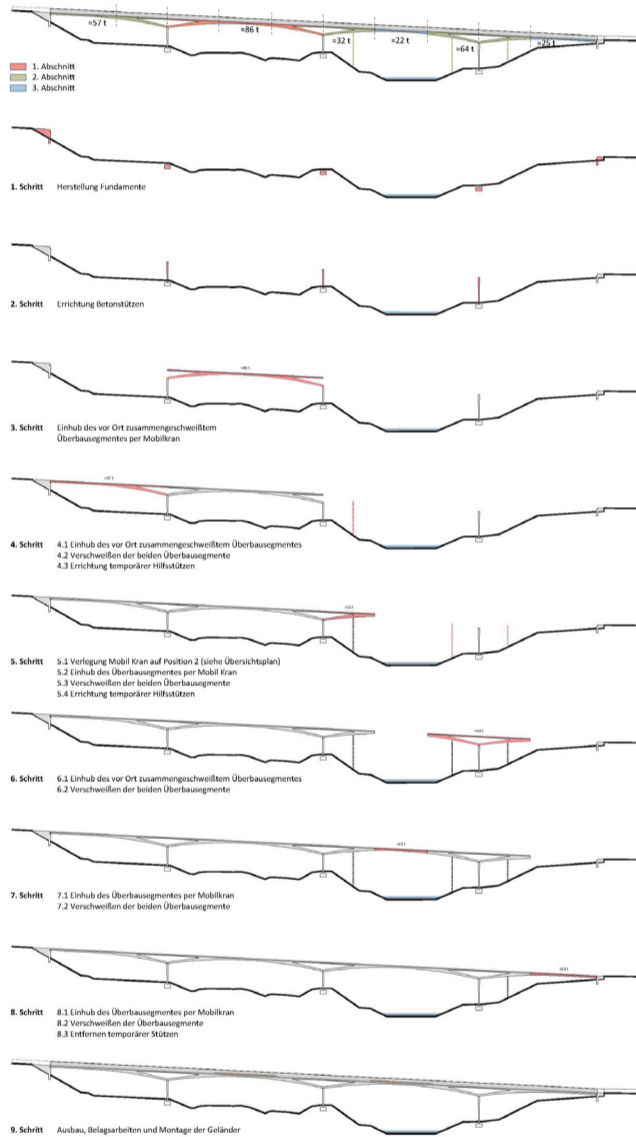 ≈57 t
≈86 t
≈32 t
≈22 t
≈64 t
≈25 t
1. Abschnitt
2. Abschnitt
3. Abschnitt
1. Schritt Herstellung Fundamente
2. Schritt Errichtung Betonstützen
3. Schritt Einhub des vor Ort zusammengeschweißtem
Überbausegmentes per Mobilkran
4. Schritt 4.1 Einhub des vor Ort zusammengeschweißtem Überbausegmentes
4.2 Verschweißen der beiden Überbausegmente
4.3 Errichtung temporärer Hilfsstützen
5. Schritt 5.1 Verlegung Mobil Kran auf Position 2 (siehe Übersichtsplan)
5.2 Einhub des Überbausegmentes per Mobil Kran
5.3 Verschweißen der beiden Überbausegmente
5.4 Errichtung temporärer Hilfsstützen
6. Schritt 6.1 Einhub des vor Ort zusammengeschweißtem Überbausegmentes
6.2 Verschweißen der beiden Überbausegmente
7. Schritt 7.1 Einhub des Überbausegmentes per Mobilkran
7.2 Verschweißen der beiden Überbausegmente
8. Schritt 8.1 Einhub des Überbausegmentes per Mobilkran
8.2 Verschweißen der Überbausegmente
8.3 Entfernen temporärer Stützen
9. Schritt Ausbau, Belagsarbeiten und Montage der Geländer